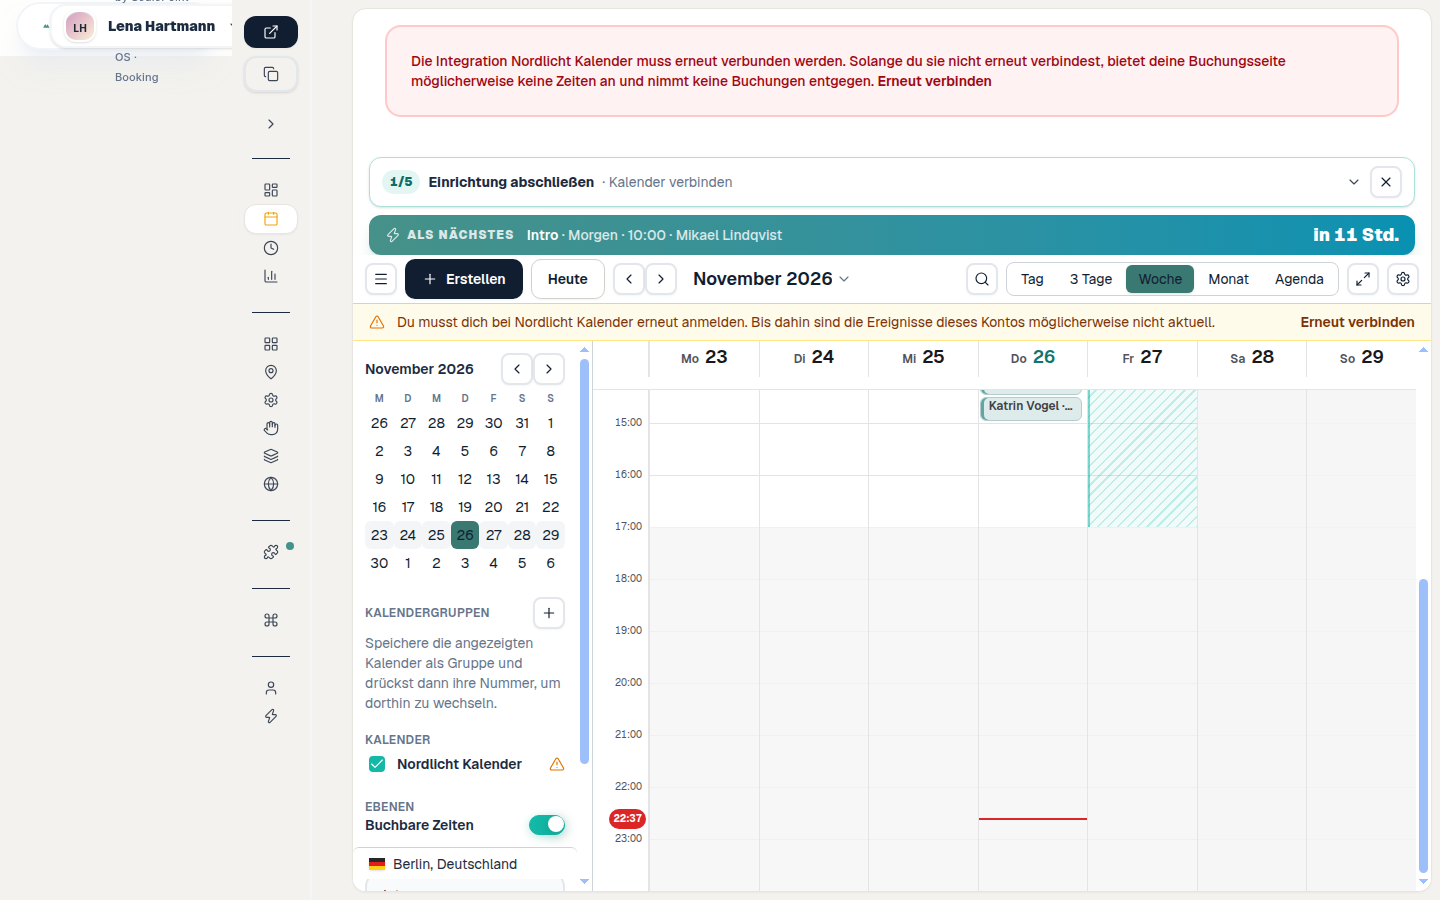 LH
Lena Hartmann
OS ·
Booking
Die Integration Nordlicht Kalender muss erneut verbunden werden. Solange du sie nicht erneut verbindest, bietet deine Buchungsseite
möglicherweise keine Zeiten an und nimmt keine Buchungen entgegen. Erneut verbinden
1/5 Einrichtung abschließen · Kalender verbinden
ALS NÄCHSTES Intro · Morgen · 10:00 · Mikael Lindqvist in 11 Std.
Erstellen Heute November 2026 Tag 3 Tage Woche Monat Agenda
Du musst dich bei Nordlicht Kalender erneut anmelden. Bis dahin sind die Ereignisse dieses Kontos möglicherweise nicht aktuell. Erneut verbinden
November 2026
M D M D F S S
26 27 28 29 30 31 1
2 3 4 5 6 7 8
9 10 11 12 13 14 15
16 17 18 19 20 21 22
23 24 25 26 27 28 29
30 1 2 3 4 5 6
KALENDERGRUPPEN
Speichere die angezeigten
Kalender als Gruppe und
drückst dann ihre Nummer, um
dorthin zu wechseln.
KALENDER
Nordlicht Kalender
EBENEN
Buchbare Zeiten
Berlin, Deutschland
Mo 23 Di 24 Mi 25 Do 26 Fr 27 Sa 28 So 29
Katrin Vogel ·...
15:00
16:00
17:00
18:00
19:00
20:00
21:00
22:00
22:37
23:00